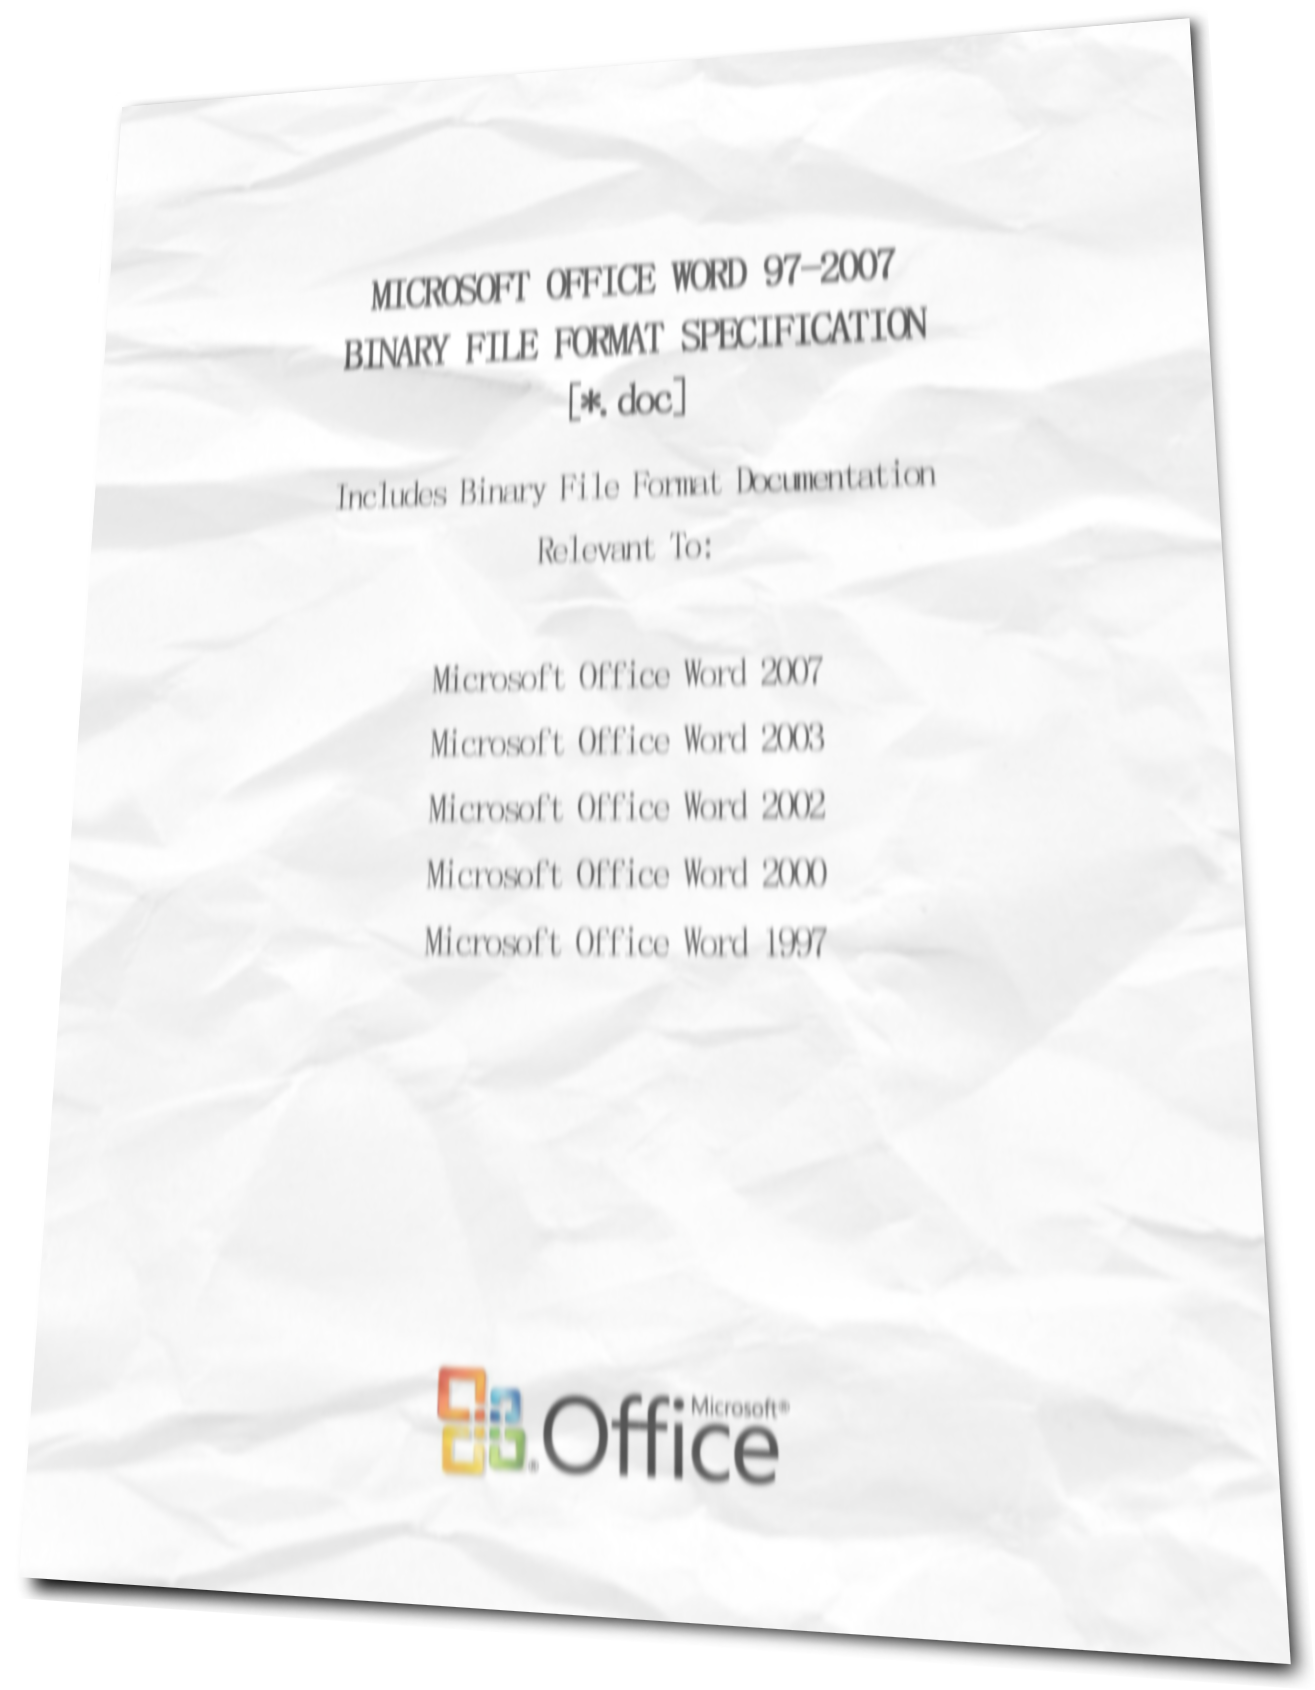 MICROSOFT OFFICE WORD 97-2007
BINARY FILE FORMAT SPECIFICATION
[*.doc]
Includes Binary File Format Documentation
Relevant To:
Microsoft Office Word 2007
Microsoft Office Word 2003
Microsoft Office Word 2002
Microsoft Office Word 2000
Microsoft Office Word 1997
Microsoft®
® Office